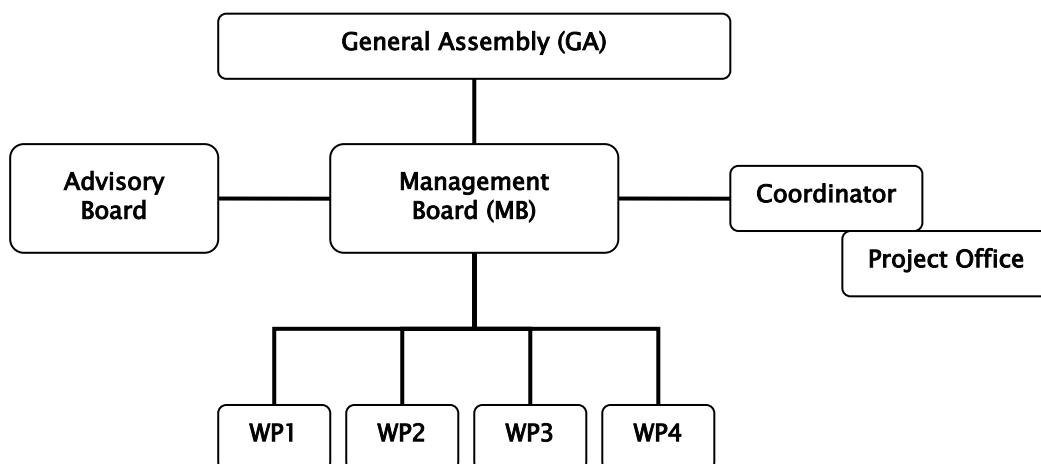 General Assembly (GA)
Advisory
Board
Management
Board (MB)
Coordinator
Project Office
WP1
WP2
WP3
WP4